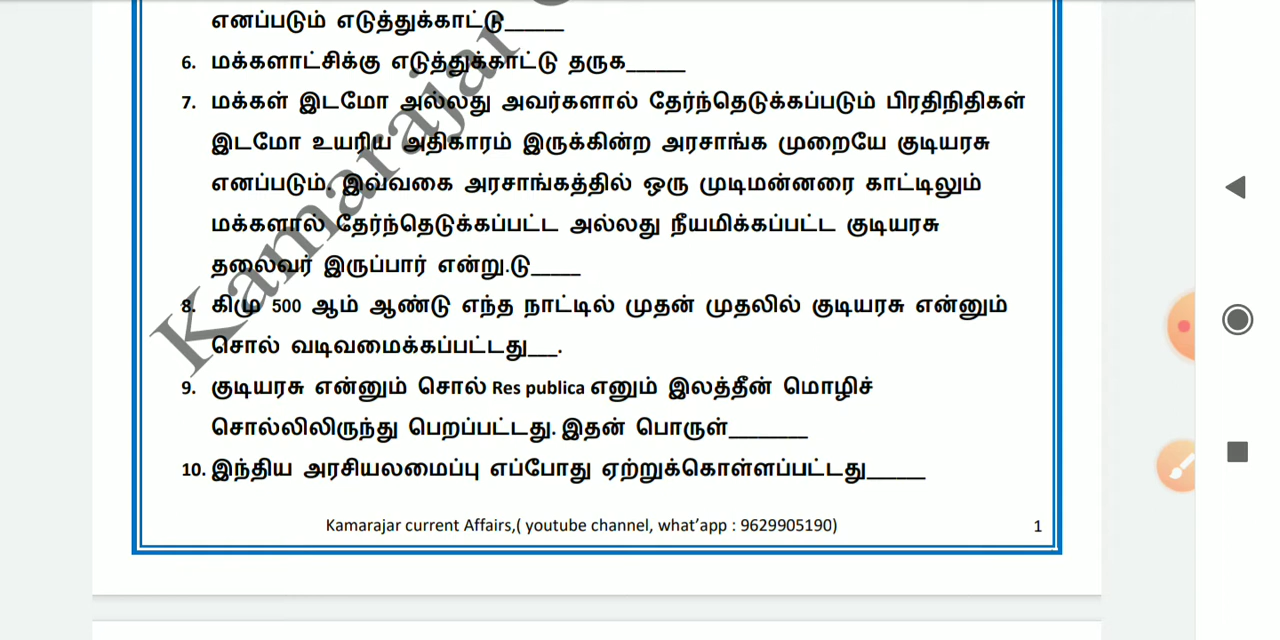 எனப்படும் எடுத்துக்காட்டு______
6. மக்களாட்சிக்கு எடுத்துக்காட்டு தருக______
7. மக்கள் இடமோ அல்லது அவர்களால் தேர்ந்தெடுக்கப்படும் பிரதிநிதிகள்
இடமோ உயரிய அதிகாரம் இருக்கின்ற அரசாங்க முறையே குடியரசு
எனப்படும். இவ்வகை அரசாங்கத்தில் ஒரு முடிமன்னரை காட்டிலும்
மக்களால் தேர்ந்தெடுக்கப்பட்ட அல்லது நீயமிக்கப்பட்ட குடியரசு
தலைவர் இருப்பார் என்று.டு_____
8. கிமு 500 ஆம் ஆண்டு எந்த நாட்டில் முதன் முதலில் குடியரசு என்னும்
சொல் வடிவமைக்கப்பட்டது___.
9. குடியரசு என்னும் சொல் Res publica எனும் இலத்தீன் மொழிச்
சொல்லிலிருந்து பெறப்பட்டது. இதன் பொருள்________
10. இந்திய அரசியலமைப்பு எப்போது ஏற்றுக்கொள்ளப்பட்டது______
Kamarajar
Kamarajar current Affairs,( youtube channel, what’app : 9629905190) 1